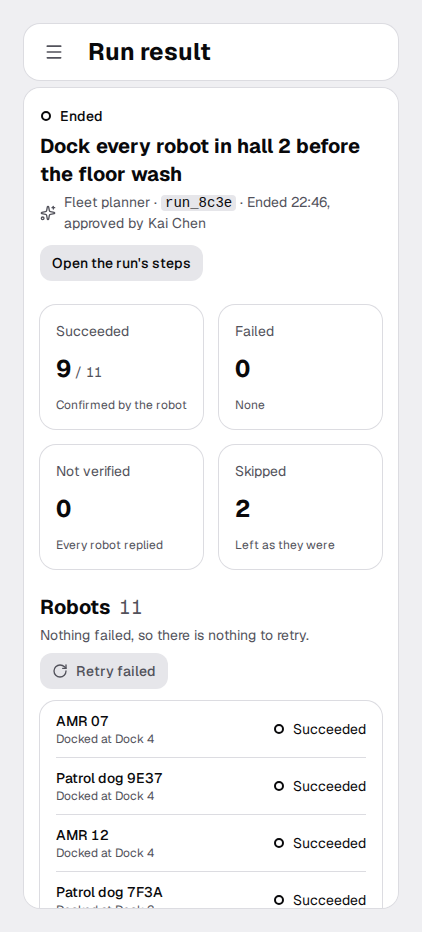 Run result
Ended
Dock every robot in hall 2 before
the floor wash
Fleet planner · run_8c3e · Ended 22:46,
approved by Kai Chen
Open the run's steps
Succeeded
9 / 11
Confirmed by the robot
Failed
0
None
Not verified
0
Every robot replied
Skipped
2
Left as they were
Robots 11
Nothing failed, so there is nothing to retry.
Retry failed
AMR 07
Docked at Dock 4
Succeeded
Patrol dog 9E37
Docked at Dock 4
Succeeded
AMR 12
Docked at Dock 4
Succeeded
Patrol dog 7F3A
Succeeded